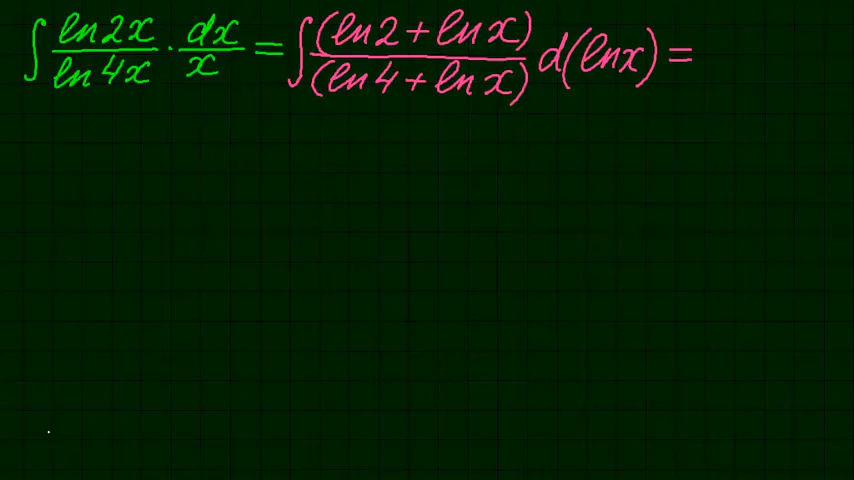 ∫ ln2x/ln4x · dx/x = ∫ (ln2 + lnx)/(ln4 + lnx) d(lnx) =